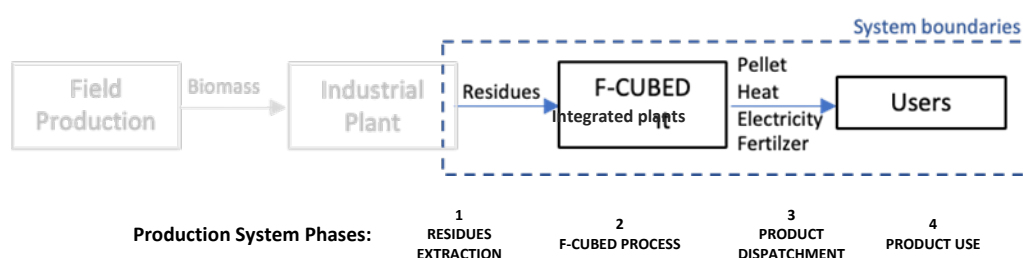 System boundaries
Field
Production
Biomass
Industrial
Plant
Residues
F-CUBED
Integrated plants
Pellet
Heat
Electricity
Fertilzer
Users
Production System Phases:
1
RESIDUES
EXTRACTION
2
F-CUBED PROCESS
3
PRODUCT
DISPATCHMENT
4
PRODUCT USE